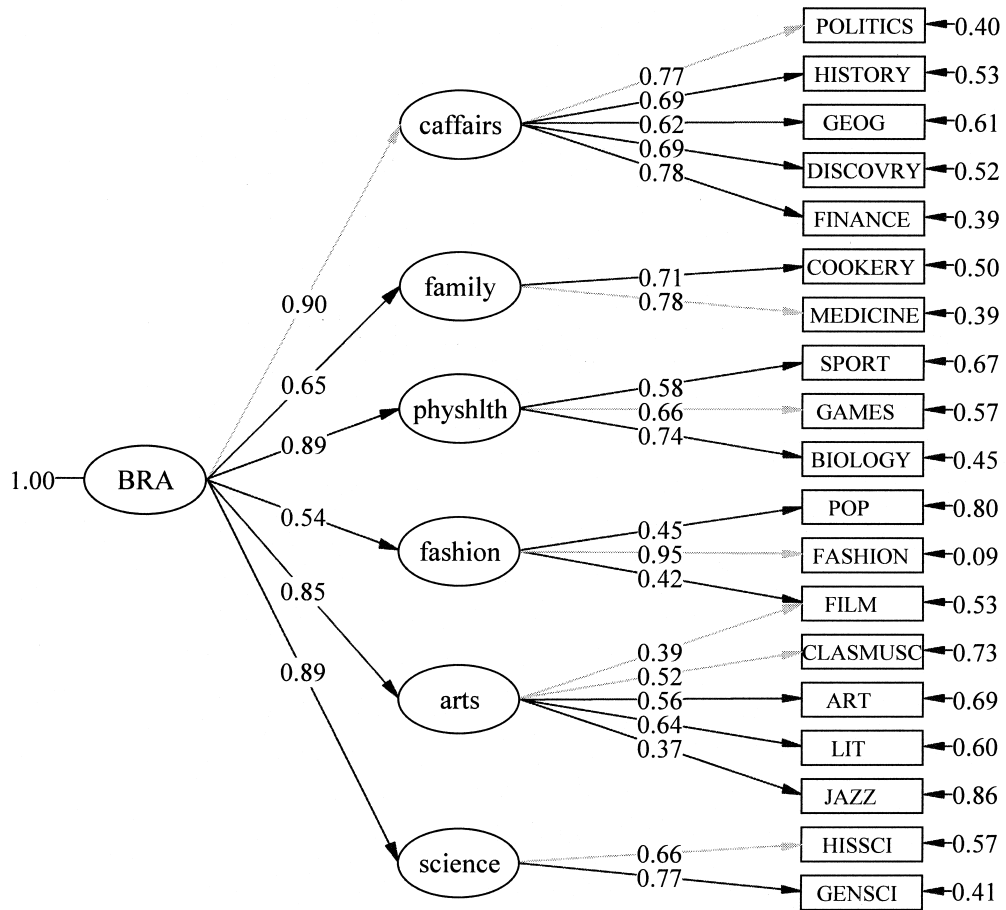 POLITICS 0.40
0.77
HISTORY 0.53
0.69
caffairs
0.62
GEOG 0.61
0.69
DISCOVRY 0.52
0.78
FINANCE 0.39
0.90
family
0.71
COOKERY 0.50
0.78
MEDICINE 0.39
0.65
SPORT 0.67
0.58
physhlth
0.66
GAMES 0.57
0.74
BIOLOGY 0.45
0.89
1.00 BRA
POP 0.80
0.54
0.45
fashion
0.95
FASHION 0.09
0.42
FILM 0.53
0.85
0.39
CLASMUSC 0.73
0.52
arts
0.56
ART 0.69
0.64
LIT 0.60
0.37
JAZZ 0.86
0.89
HISSCI 0.57
0.66
science
0.77
GENSCI 0.41